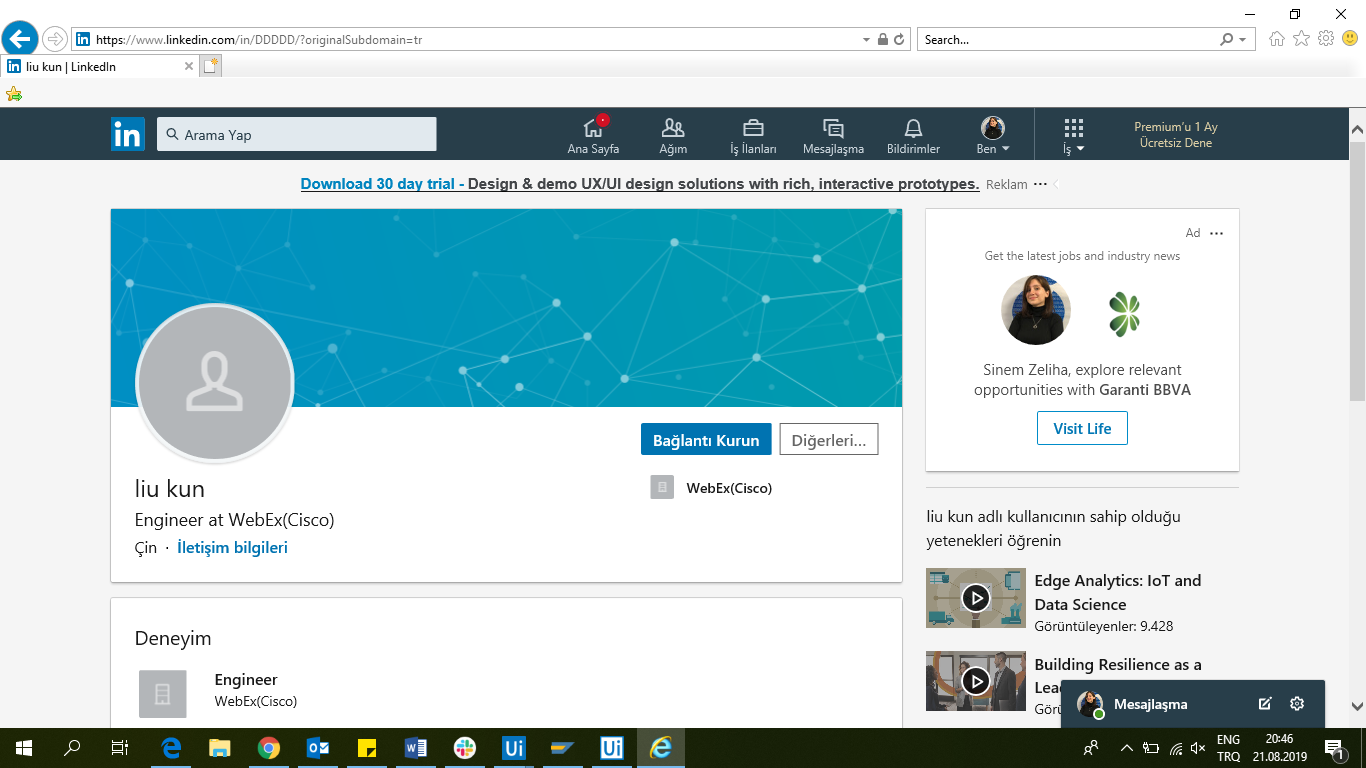 https://www.linkedin.com/in/DDDDD/?originalSubdomain=tr
Search...
liu kun | LinkedIn
in
Arama Yap
Ana Sayfa
Ağım
İş İlanları
Mesajlaşma
Bildirimler
Ben
İş
Premium'u 1 Ay
Ücretsiz Dene
Download 30 day trial - Design & demo UX/UI design solutions with rich, interactive prototypes.
Reklam
Bağlantı Kurun
Diğerleri...
liu kun
Engineer at WebEx(Cisco)
Çin · İletişim bilgileri
WebEx(Cisco)
Deneyim
Engineer
WebEx(Cisco)
Ad
Get the latest jobs and industry news
Sinem Zeliha, explore relevant
opportunities with Garanti BBVA
Visit Life
liu kun adlı kullanıcının sahip olduğu
yetenekleri öğrenin
Edge Analytics: IoT and
Data Science
Görüntüleyenler: 9.428
Building Resilience as a
Mesajlaşma
Ui
Ui
ENG
TRQ
20:46
21.08.2019
1